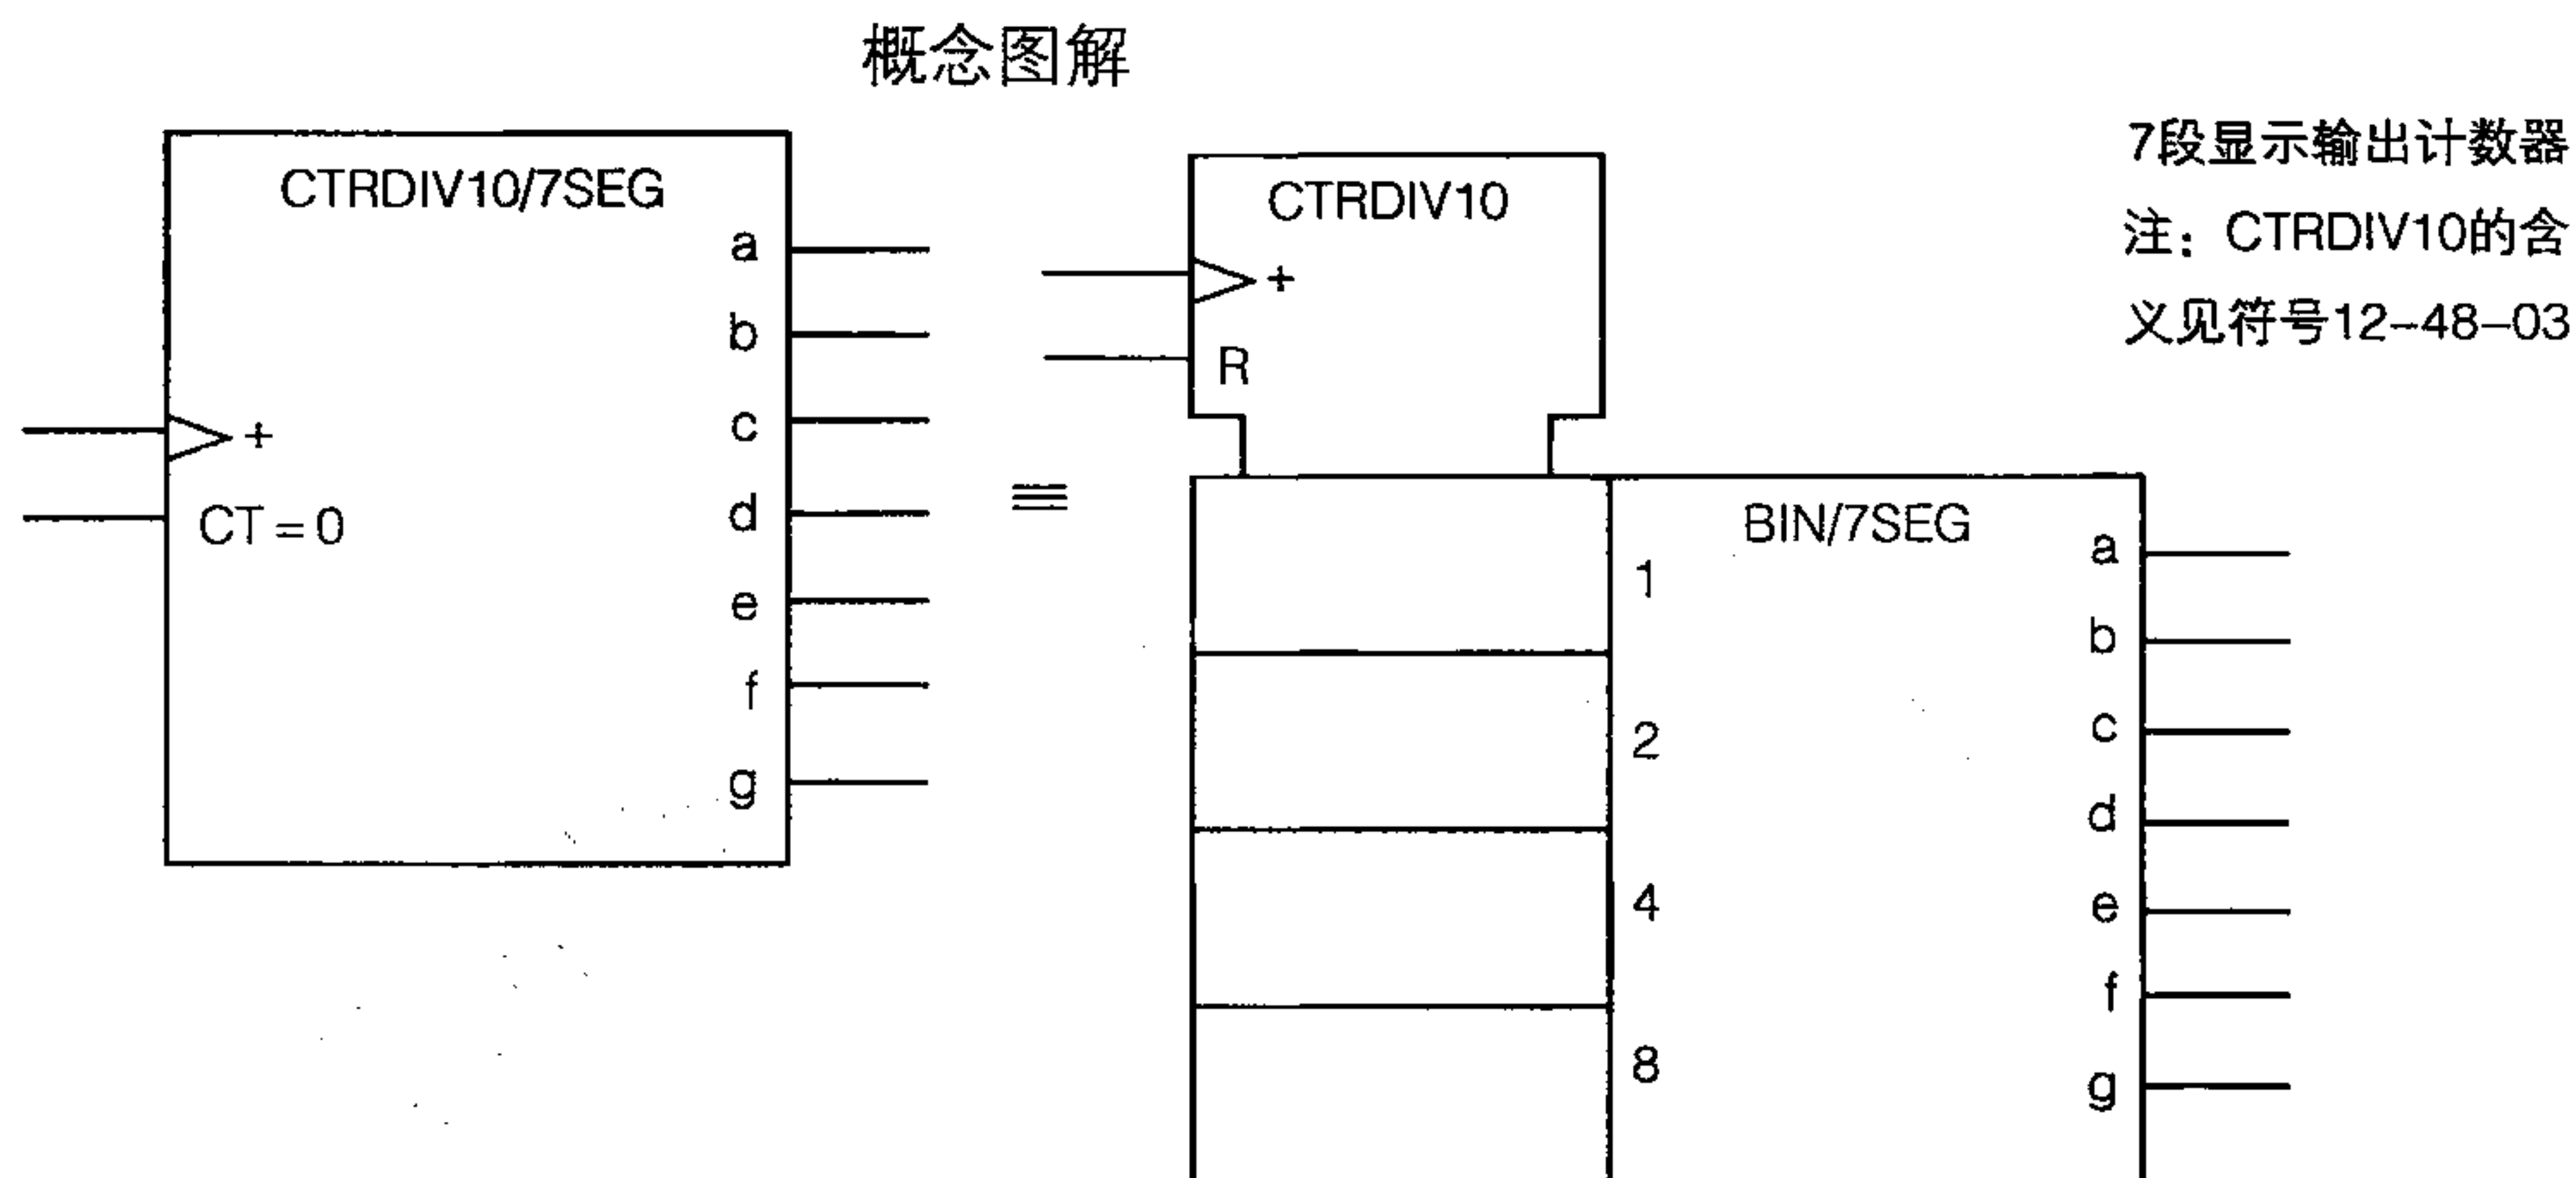 概念图解
CTRDIV10/7SEG
a
b
c
d
e
f
g
+
CT=0
≡
CTRDIV10
+
R
BIN/7SEG
1
2
4
8
a
b
c
d
e
f
g
7段显示输出计数器
注：CTRDIV10的含
义见符号12-48-03